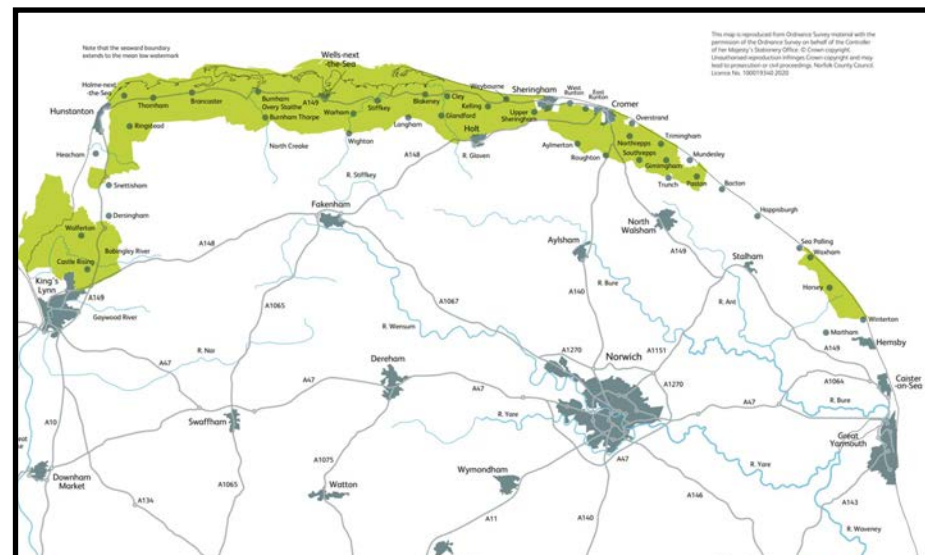 Note that the seaward boundary
extends to the mean low watermark
This map is reproduced from Ordnance Survey material with the
permission of the Ordnance Survey on behalf of the Controller
of her Majesty's Stationery Office. © Crown copyright.
Unauthorised reproduction infringes Crown copyright and may
lead to prosecution or civil proceedings. Norfolk County Council.
Licence No. 100019340 2020
Wells-next
-the-Sea
Holme-next
-the-Sea
Hunstanton
Thornham
Brancaster
Burnham
Overy Staithe
A149
Stiffkey
Blakeney
Cley
Weybourne
Kelling
Sheringham
West
Runton
East
Runton
Cromer
Overstrand
Ringstead
Burnham Thorpe
Warham
Langham
Glandford
Upper
Sheringham
Holt
Wighton
North Creake
A148
R. Glaven
Aylmerton
Roughton
Northrepps
Southrepps
Trimingham
Gimingham
Mundesley
Trunch
Paston
Bacton
Heacham
Snettisham
Dersingham
R. Stiffkey
Fakenham
North
Walsham
Happisburgh
Wolferton
Babingley River
A148
Castle Rising
Aylsham
A149
Stalham
Sea Palling
Waxham
Horsey
King's
Lynn
A149
Gaywood River
A1065
A1067
A140
R. Bure
R. Ant
Winterton
Martham
Hemsby
A149
R. Wensum
R. Nar
A47
A1270
A1151
Norwich
Dereham
A1270
A1064
Caister
-on-Sea
A47
A47
A47
R. Bure
Swaffham
R. Yare
A10
Great
Yarmouth
A47
R. Yare
Downham
Market
A1065
A1075
Watton
Wymondham
A134
A11
A140
A146
A143
R. Waveney